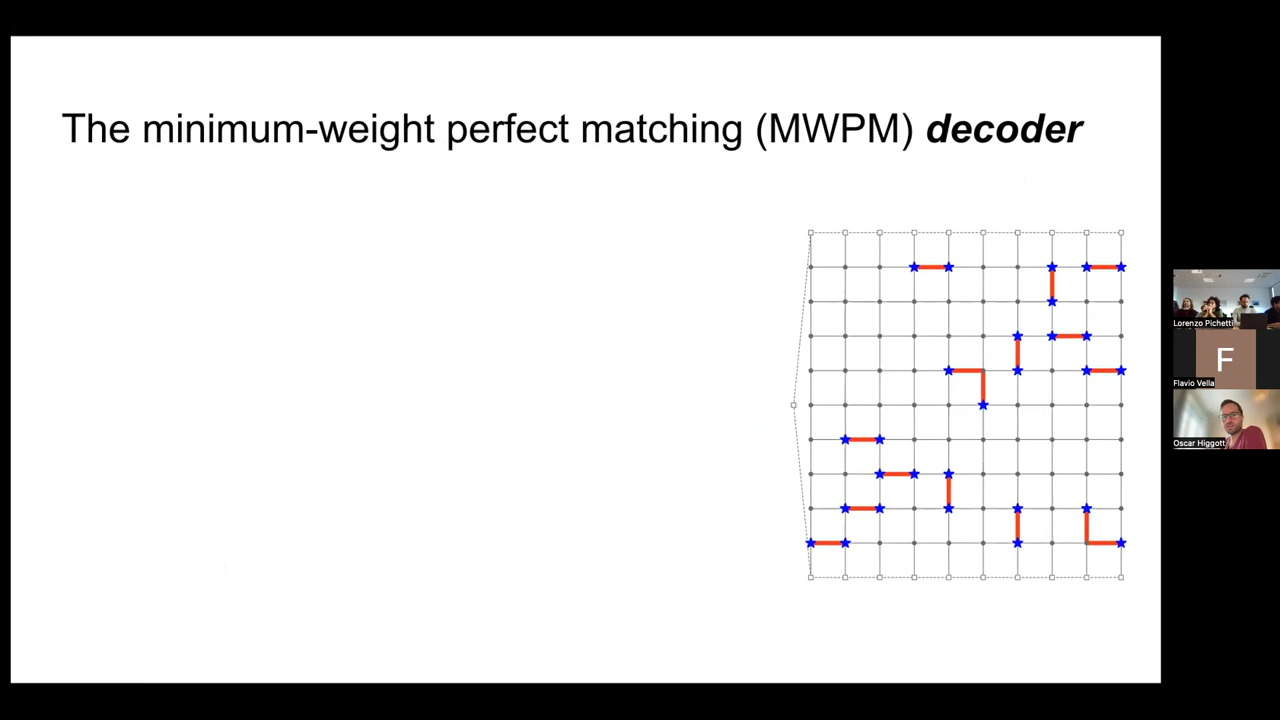 The minimum-weight perfect matching (MWPM) decoder
Lorenzo Pichetti
F
Flavio Vella
Oscar Higgott